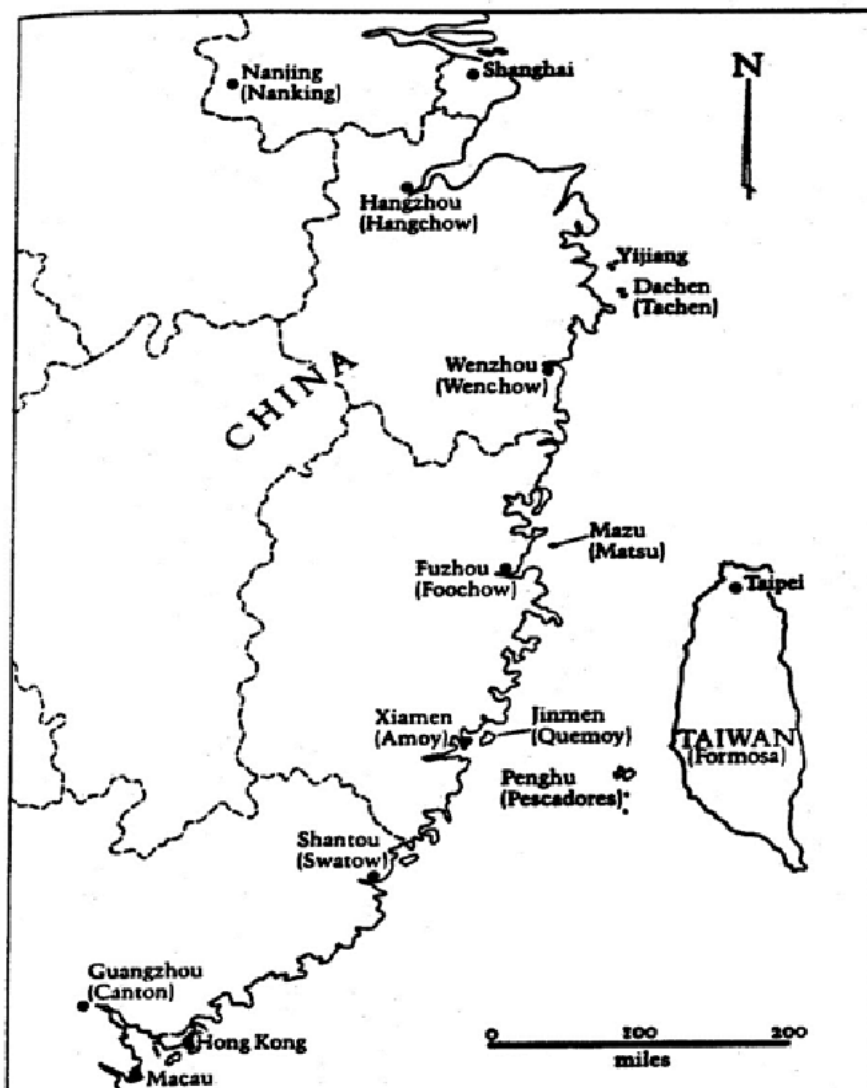 Nanjing
(Nanking)
Shanghai
N
Hangzhou
(Hangchow)
Yijiang
Dachen
(Tachen)
Wenzhou
(Wenchow)
CHINA
Mazu
(Matsu)
Fuzhou
(Foochow)
Taipei
Xiamen
(Amoy)
Jinmen
(Quemoy)
TAIWAN
(Formosa)
Penghu
(Pescadores)
Shantou
(Swatow)
Guangzhou
(Canton)
Hong Kong
Macau
0 100 200
miles